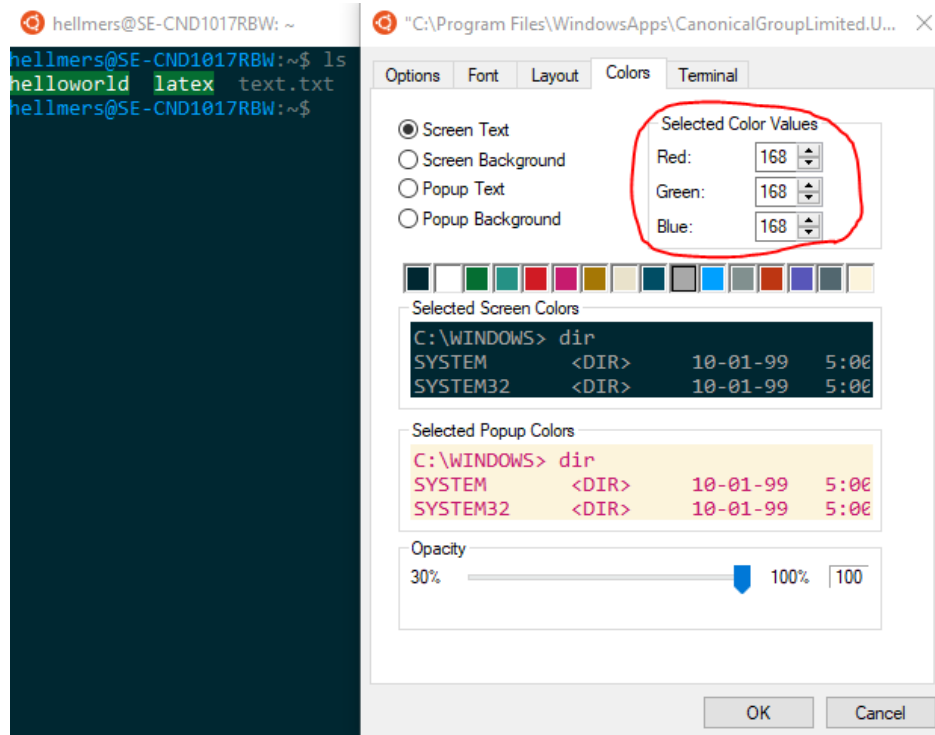 hellmers@SE-CND1017RBW: ~
hellmers@SE-CND1017RBW:~$ ls
helloworld latex text.txt
hellmers@SE-CND1017RBW:~$
"C:\Program Files\WindowsApps\CanonicalGroupLimited.U...
Options Font Layout Colors Terminal
Screen Text
Screen Background
Popup Text
Popup Background
Selected Color Values
Red: 168
Green: 168
Blue: 168
Selected Screen Colors
C:\WINDOWS> dir
SYSTEM <DIR> 10-01-99 5:00
SYSTEM32 <DIR> 10-01-99 5:00
Selected Popup Colors
C:\WINDOWS> dir
SYSTEM <DIR> 10-01-99 5:00
SYSTEM32 <DIR> 10-01-99 5:00
Opacity
30% 100% 100
OK Cancel